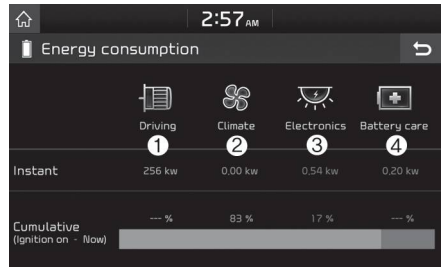 2:57 AM
Energy consumption
Driving Climate Electronics Battery care
1 2 3 4
Instant 256 kw 0,00 kw 0,54 kw 0,20 kw
--- % 83 % 17 % --- %
Cumulative
(Ignition on - Now)